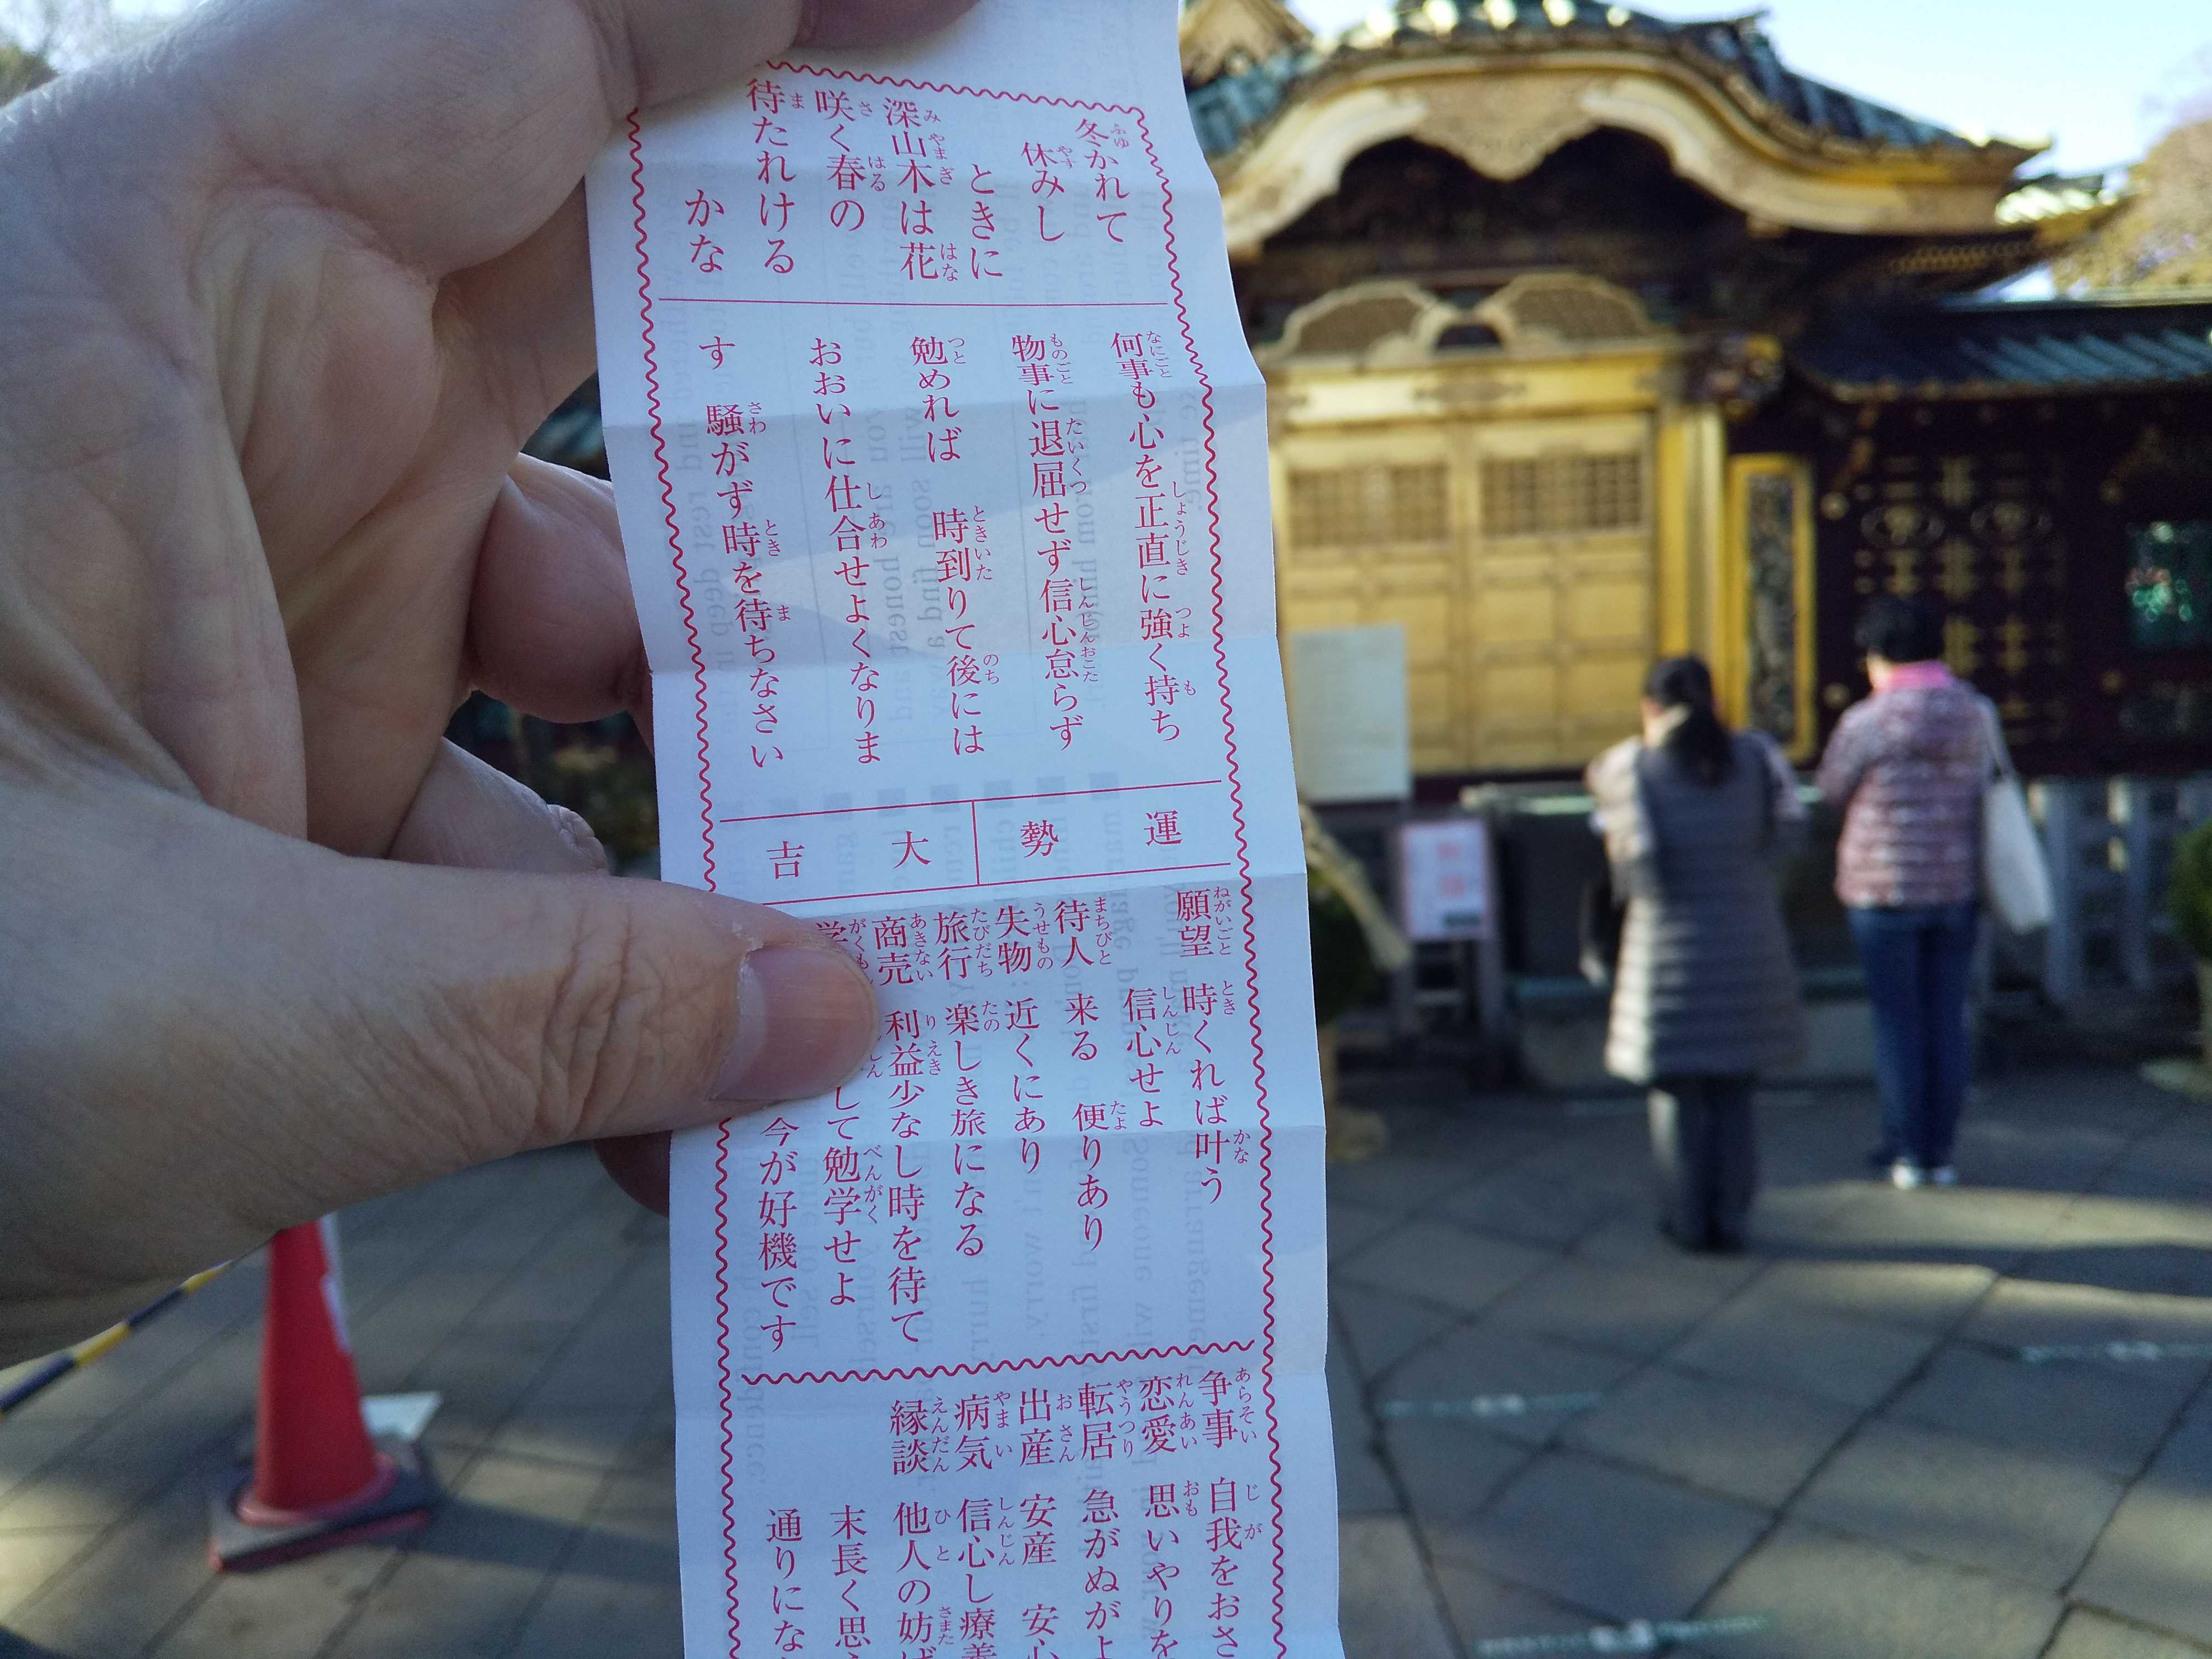 冬かれて
休みし
ときに
深山木は花
咲く春の
待たれける
かな
何事も心を正直に強く持ち
物事に退屈せず信心怠らず
勉めれば 時到りて後には
おおいに仕合せよくなりま
す 騒がず時を待ちなさい
運勢
大吉
願望 時くれば叶う
信心せよ
待人 来る 便りあり
失物 近くにあり
旅行 楽しき旅になる
商売 利益少なし時を待て
して勉学せよ
今が好機です
争事 自我をおさ
恋愛 思いやりを
転居 急がぬがよ
出産 安産 安心
病気 信心し療養
縁談 他人の妨げ
末長く思
通りにな